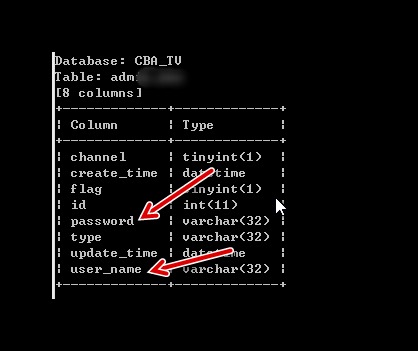 Database: CBA_TV
Table: adm
[8 columns]
+-------------+-------------+
| Column | Type |
+-------------+-------------+
| channel | tinyint(1) |
| create_time | datetime |
| flag | tinyint(1) |
| id | int(11) |
| password | varchar(32) |
| type | varchar(32) |
| update_time | datetime |
| user_name | varchar(32) |
+-------------+-------------+